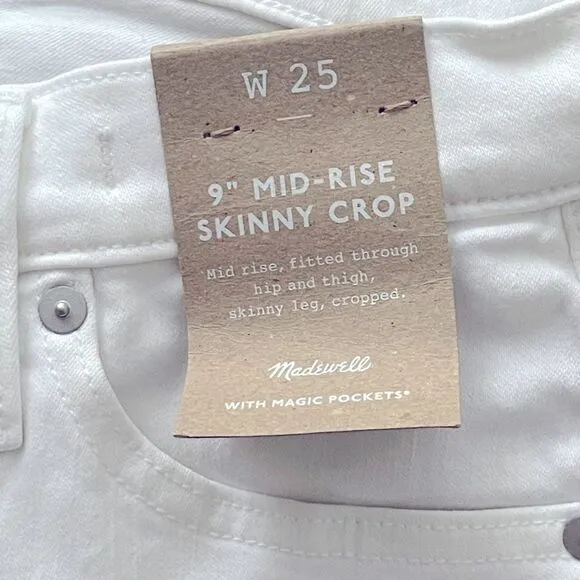 W 25
9" MID-RISE
SKINNY CROP
Mid rise, fitted through
hip and thigh,
skinny leg, cropped.
Madewell
WITH MAGIC POCKETS®